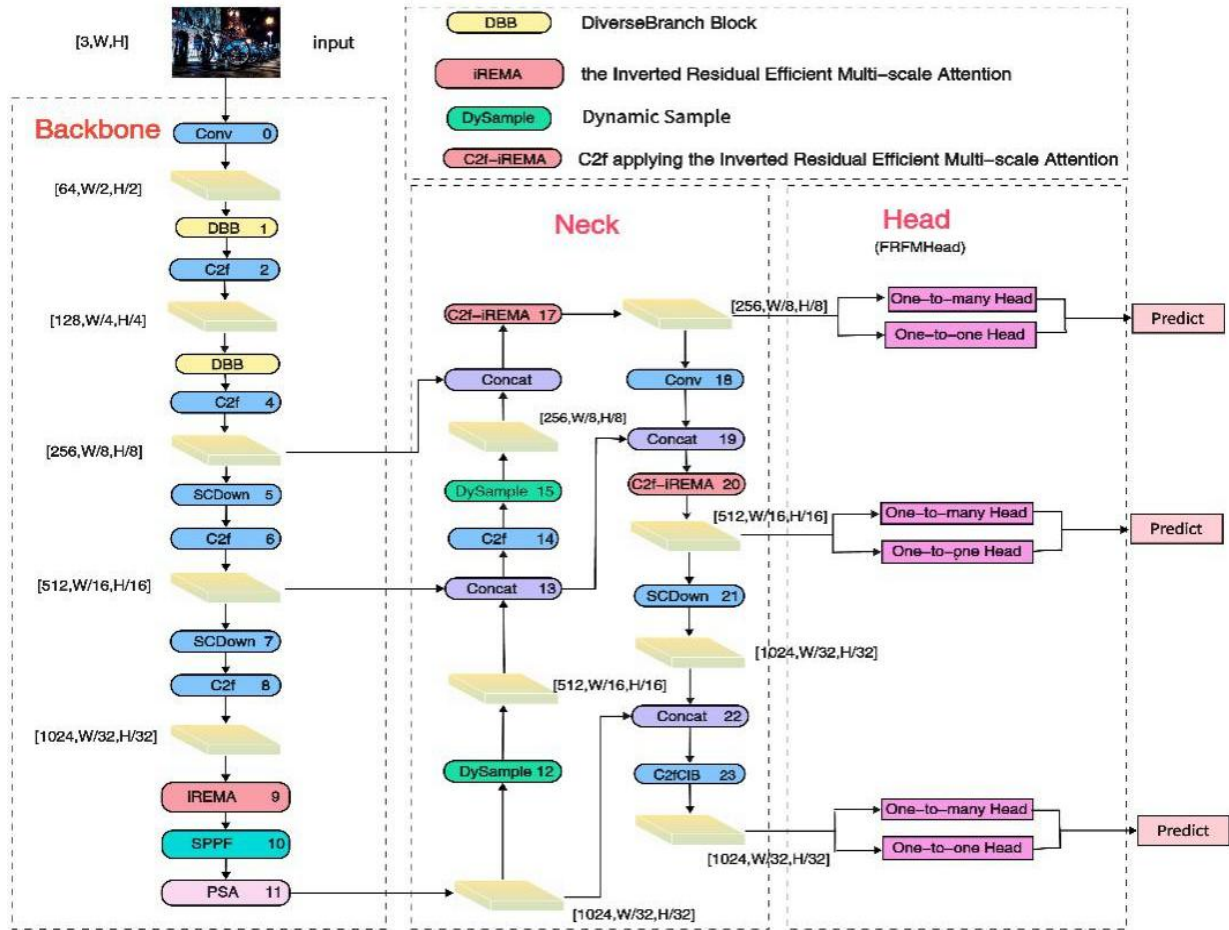 [3,W,H]
input
DBB DiverseBranch Block
iREMA the Inverted Residual Efficient Multi-scale Attention
DySample Dynamic Sample
C2f-iREMA C2f applying the Inverted Residual Efficient Multi-scale Attention
Backbone
Conv 0
[64,W/2,H/2]
DBB 1
C2f 2
[128,W/4,H/4]
DBB
C2f 4
[256,W/8,H/8]
SCDown 5
C2f 6
[512,W/16,H/16]
SCDown 7
C2f 8
[1024,W/32,H/32]
iREMA 9
SPPF 10
PSA 11
Neck
C2f-iREMA 17
Concat
[256,W/8,H/8]
DySample 15
C2f 14
Concat 13
[512,W/16,H/16]
DySample 12
[1024,W/32,H/32]
[256,W/8,H/8]
Conv 18
Concat 19
C2f-iREMA 20
[512,W/16,H/16]
SCDown 21
[1024,W/32,H/32]
Concat 22
C2fCIB 23
[1024,W/32,H/32]
Head
(FRFMHead)
One-to-many Head
One-to-one Head
Predict
One-to-many Head
One-to-one Head
Predict
One-to-many Head
One-to-one Head
Predict